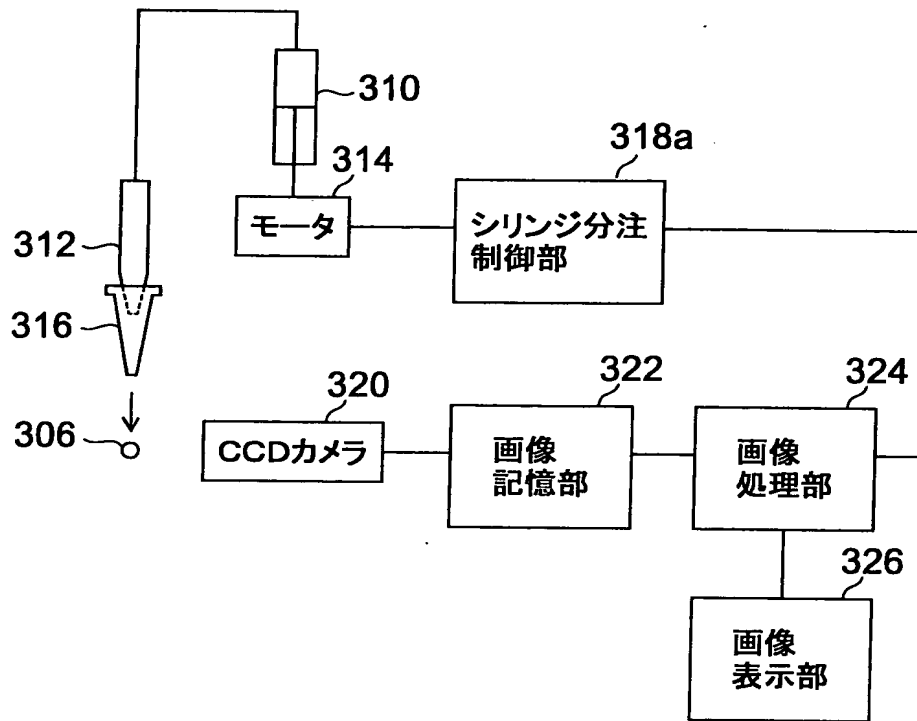 310
314
318a
モータ
シリンジ分注
制御部
312
316
306
320
CCDカメラ
322
画像
記憶部
324
画像
処理部
326
画像
表示部